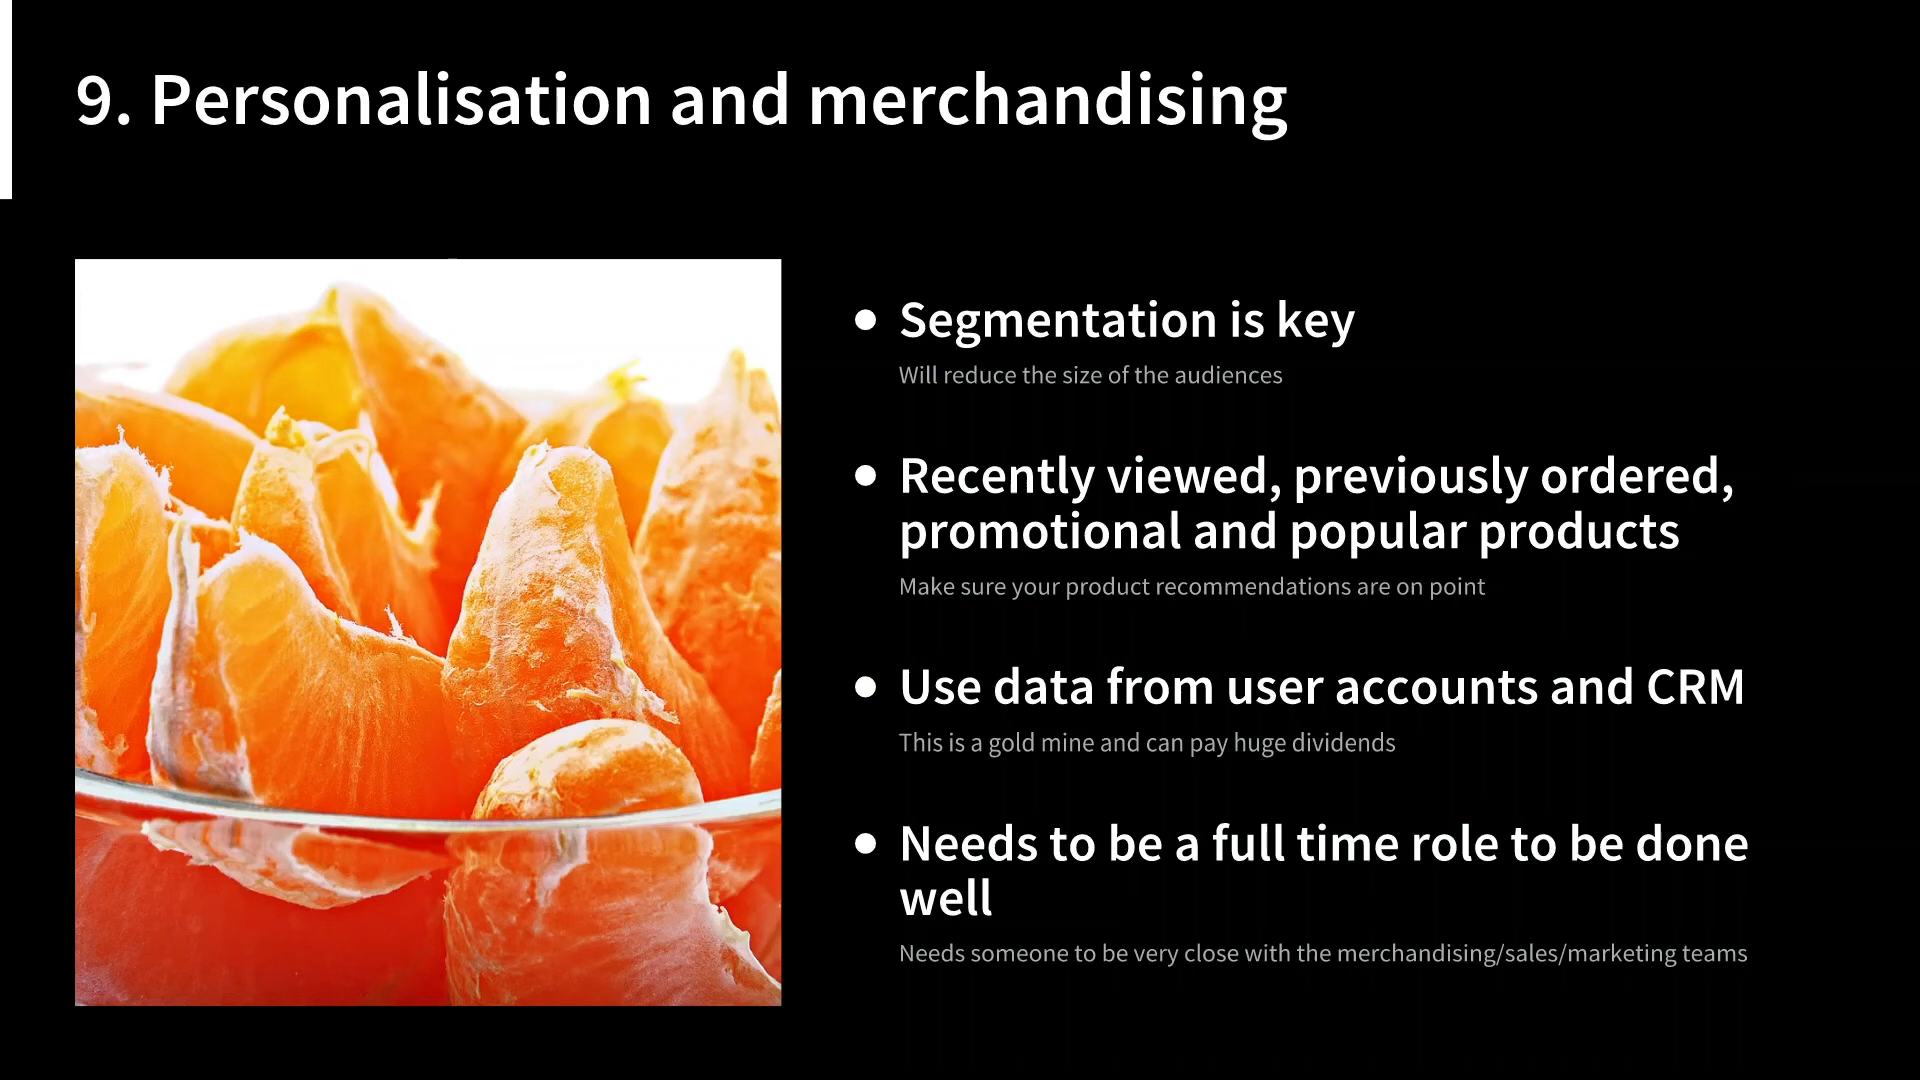 9. Personalisation and merchandising
● Segmentation is key
Will reduce the size of the audiences
● Recently viewed, previously ordered,
promotional and popular products
Make sure your product recommendations are on point
● Use data from user accounts and CRM
This is a gold mine and can pay huge dividends
● Needs to be a full time role to be done
well
Needs someone to be very close with the merchandising/sales/marketing teams